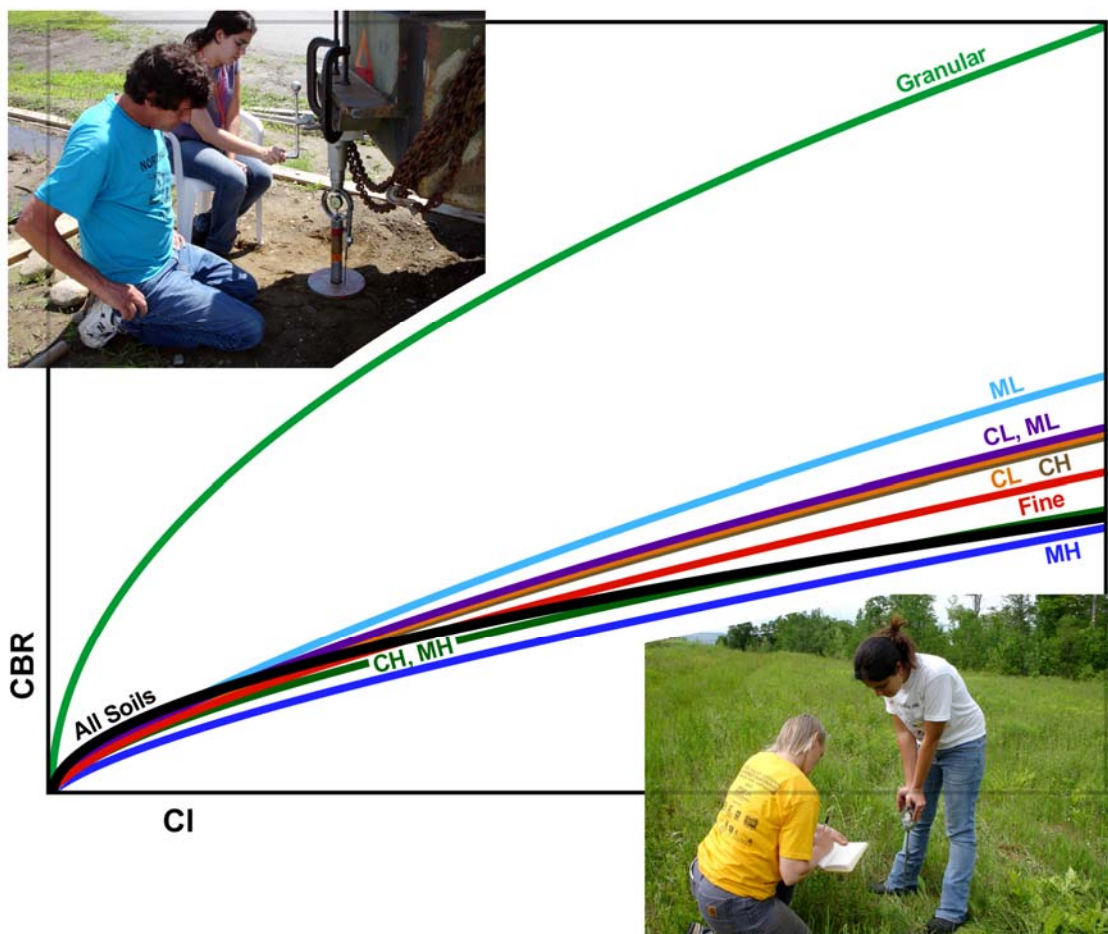 Granular
ML
CL, ML
CL
CH
Fine
MH
CH, MH
All Soils
CBR
CI